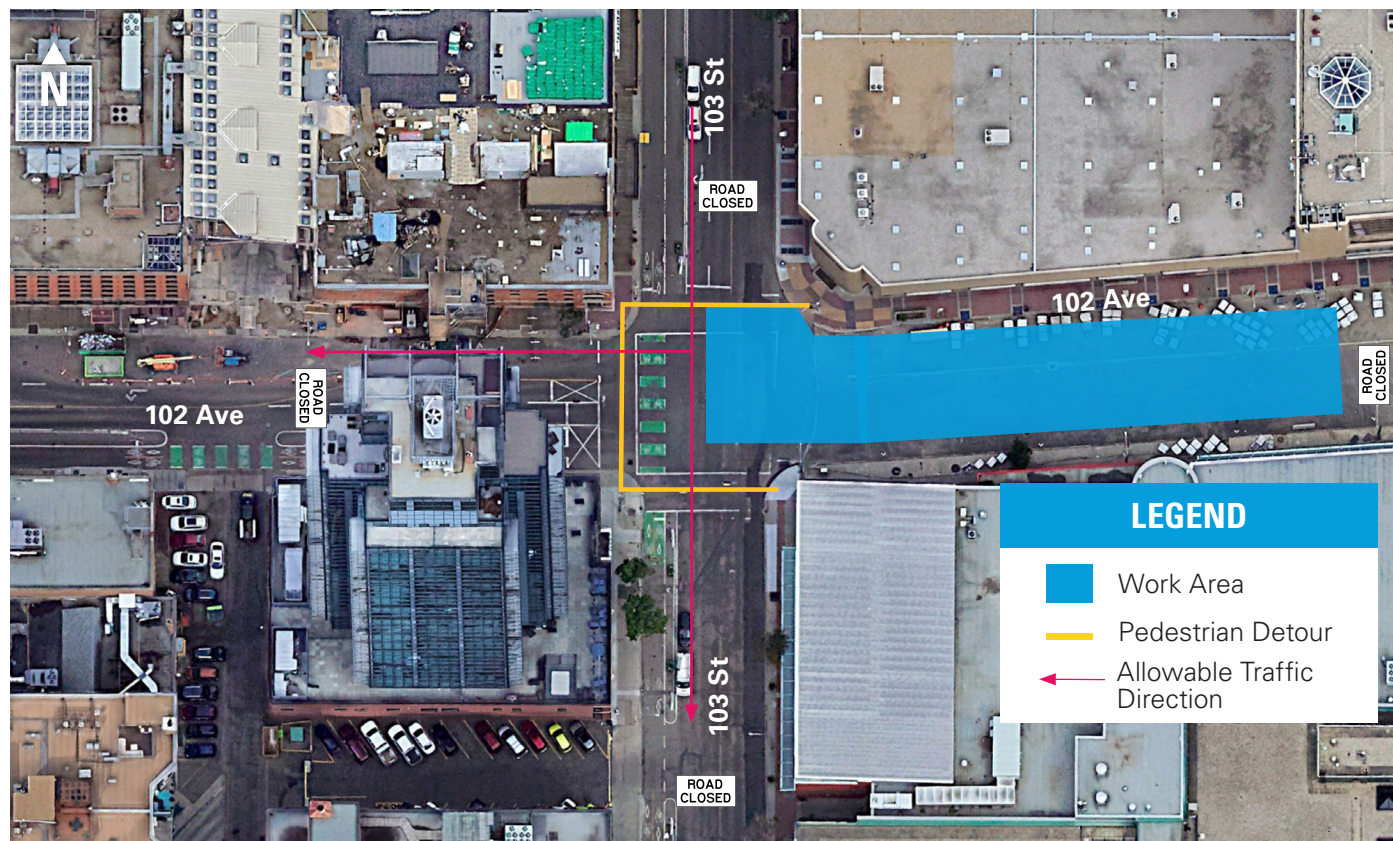 N
103 St
ROAD
CLOSED
102 Ave
ROAD
CLOSED
102 Ave
ROAD
CLOSED
LEGEND
Work Area
Pedestrian Detour
Allowable Traffic
Direction
103 St
ROAD
CLOSED